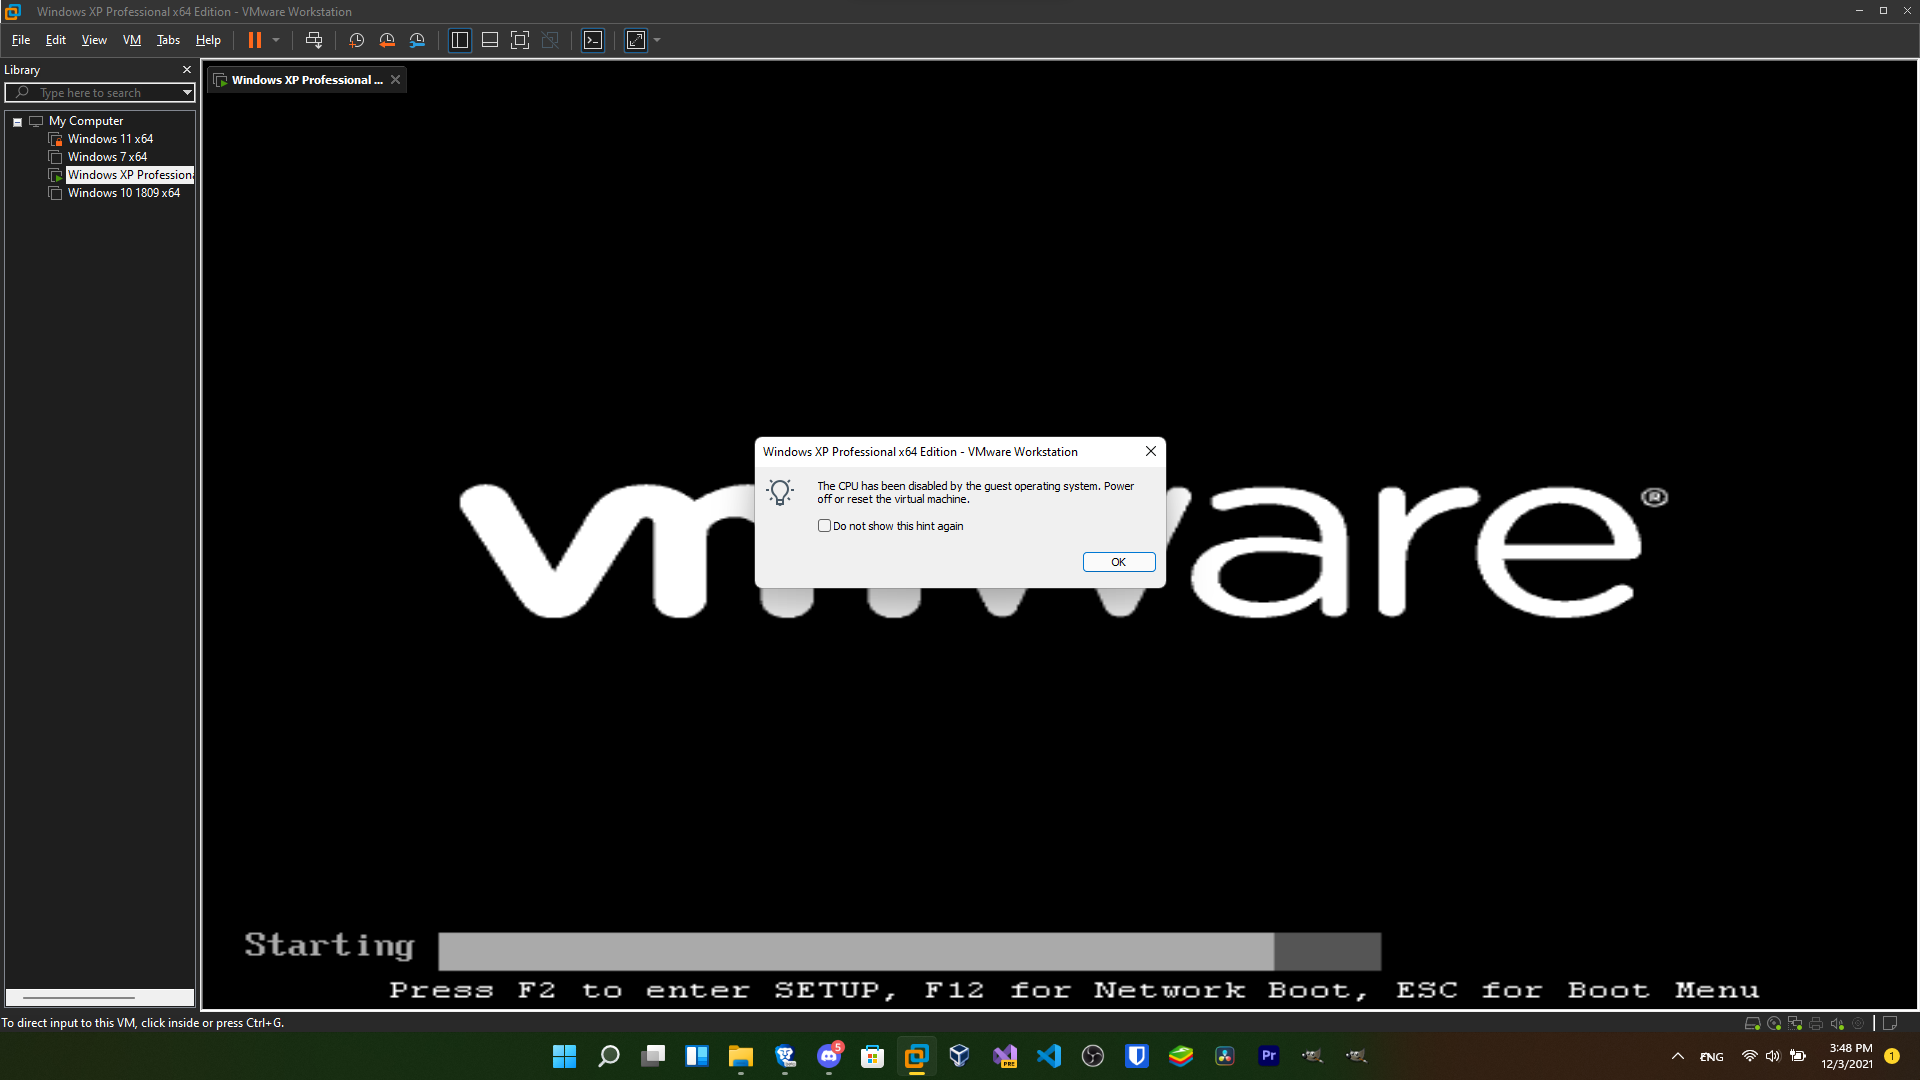 Windows XP Professional x64 Edition - VMware Workstation
File Edit View VM Tabs Help
Library
Type here to search
My Computer
Windows 11 x64
Windows 7 x64
Windows XP Professiona
Windows 10 1809 x64
Windows XP Professional ...
Windows XP Professional x64 Edition - VMware Workstation
The CPU has been disabled by the guest operating system. Power
off or reset the virtual machine.
Do not show this hint again
OK
vmware®
Starting
Press F2 to enter SETUP, F12 for Network Boot, ESC for Boot Menu
To direct input to this VM, click inside or press Ctrl+G.
5
PRE
Pr
ENG
3:48 PM
12/3/2021
1